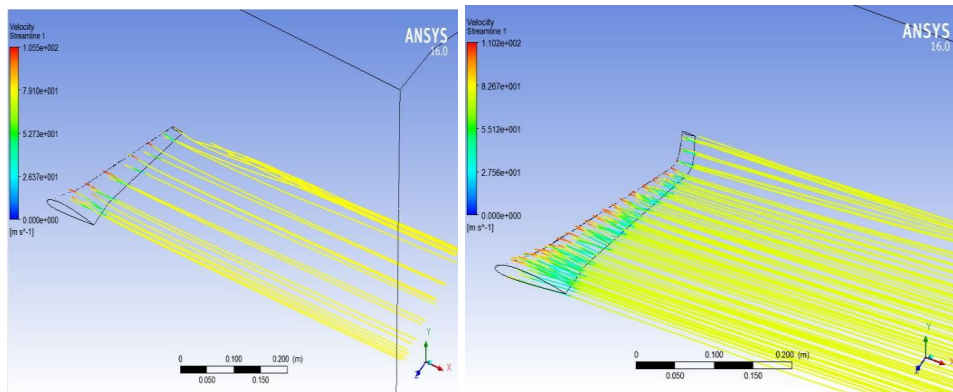 Velocity
Streamline 1
1.055e+002
7.910e+001
5.273e+001
2.637e+001
0.000e+000
[m s^-1]
ANSYS
16.0
0 0.100 0.200 (m)
0.050 0.150
Y
X
Z
Velocity
Streamline 1
1.102e+002
8.267e+001
5.512e+001
2.756e+001
0.000e+000
[m s^-1]
ANSYS
16.0
0 0.100 0.200 (m)
0.050 0.150
Y
X
Z